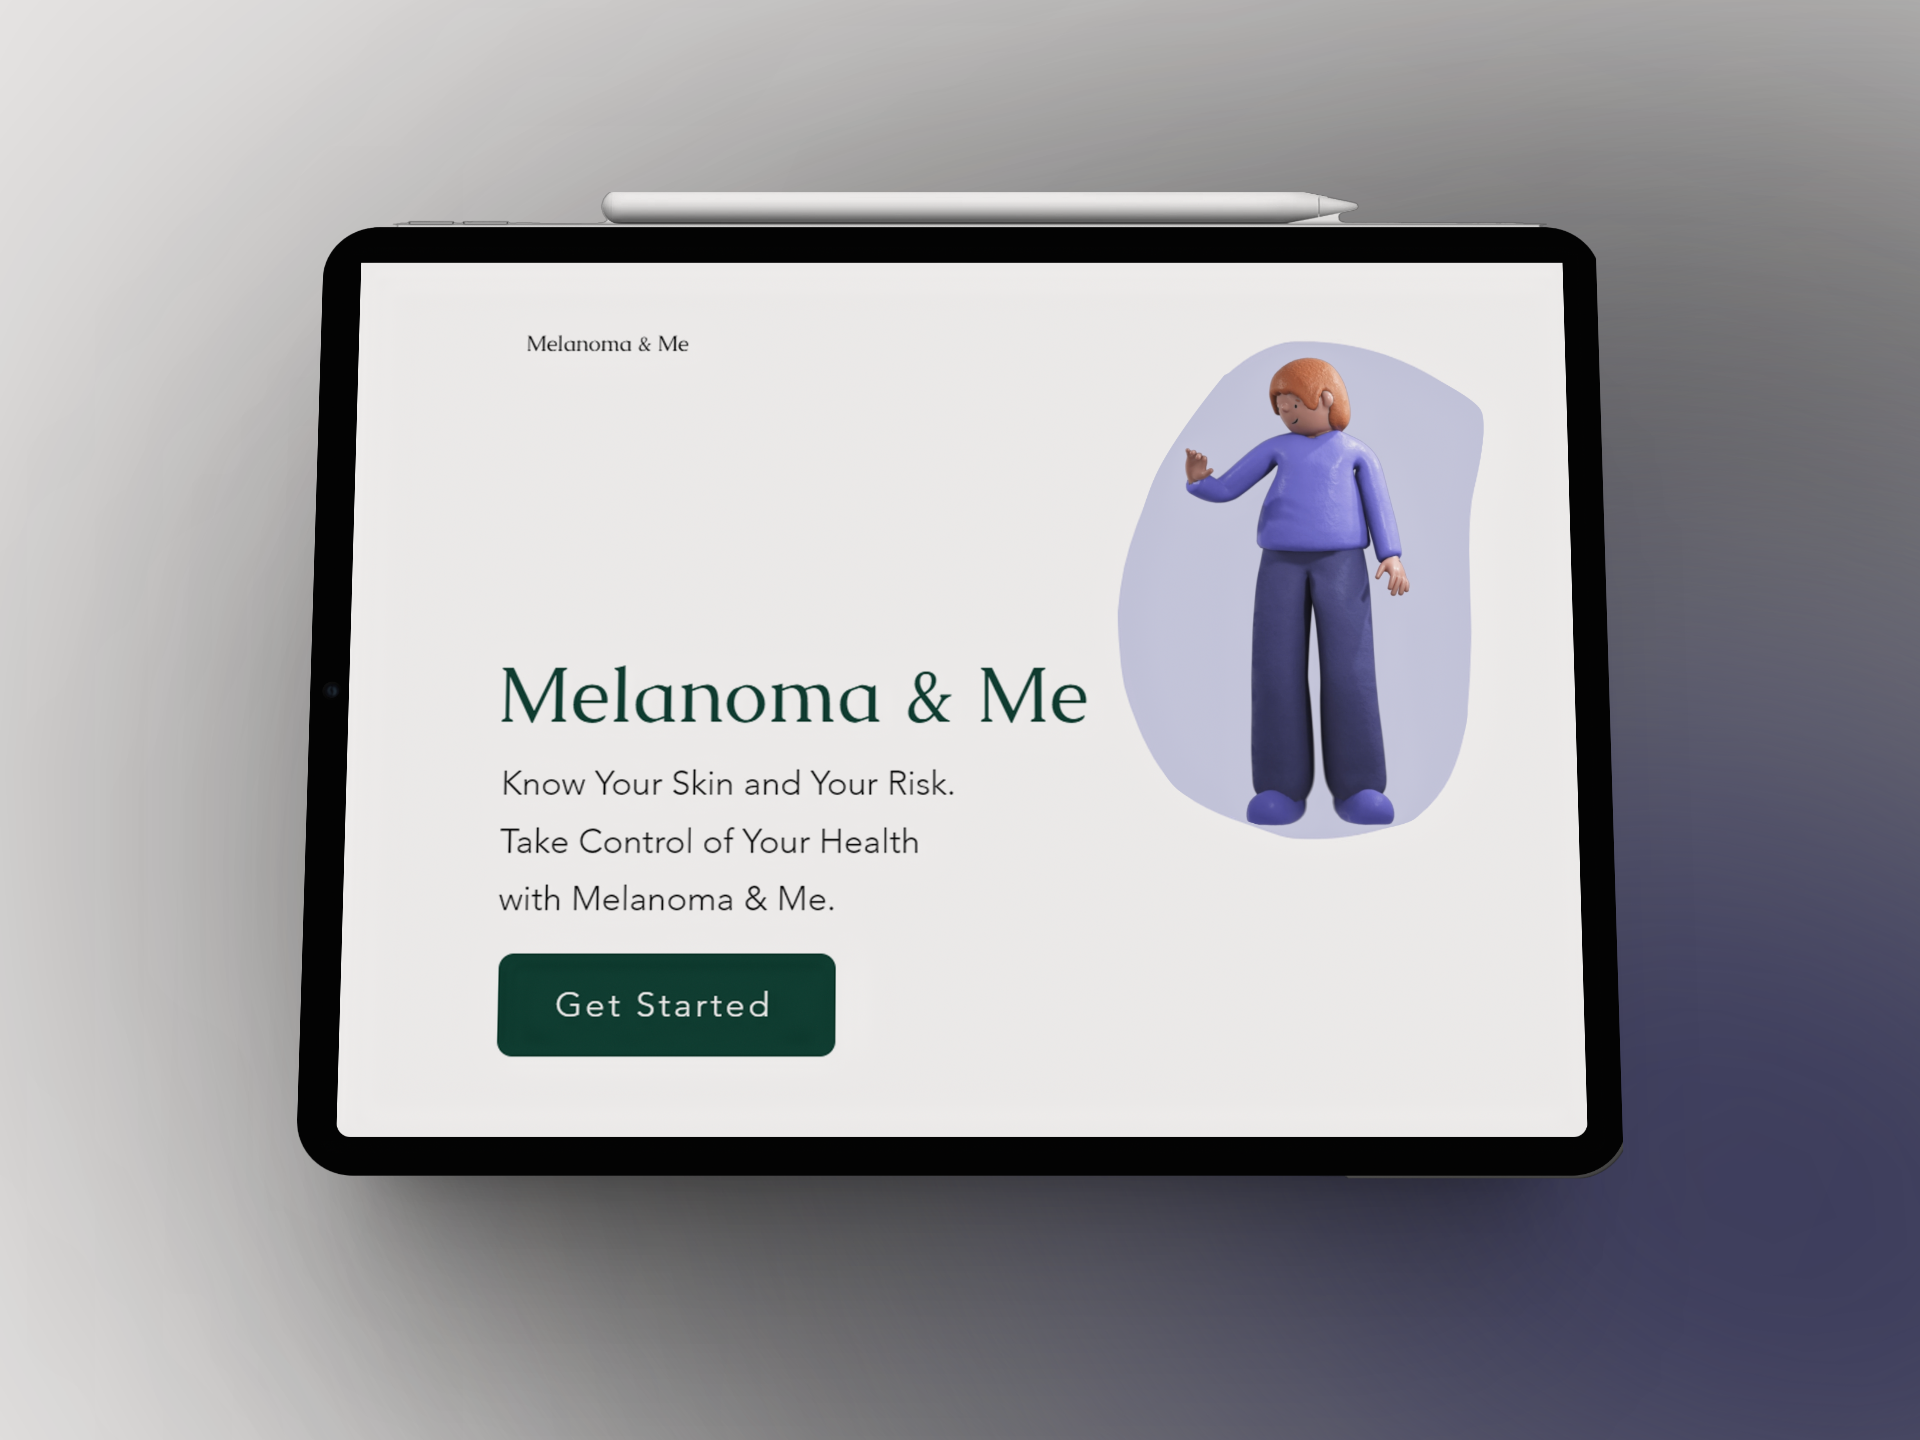 Melanoma & Me
Melanoma & Me
Know Your Skin and Your Risk.
Take Control of Your Health
with Melanoma & Me.
Get Started